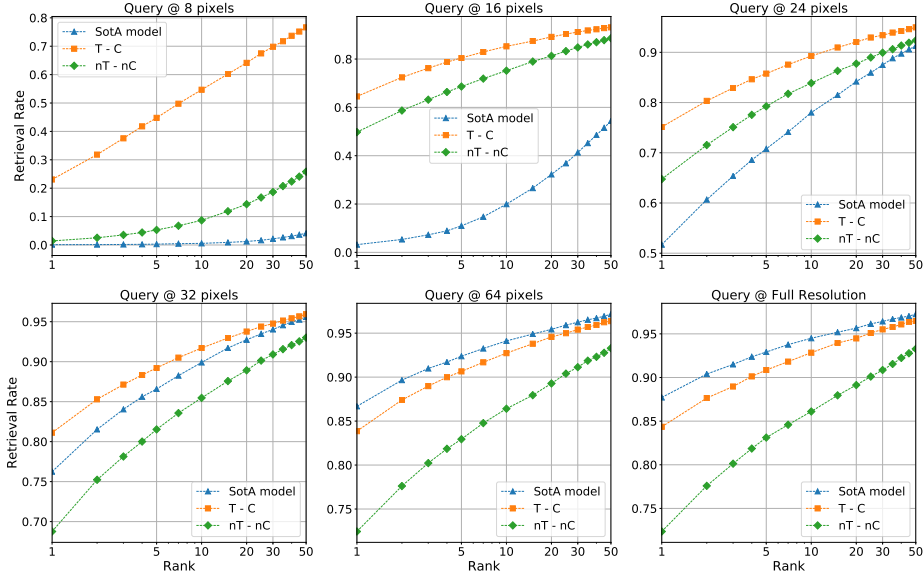 Query @ 8 pixels
Retrieval Rate
0.8
0.7
0.6
0.5
0.4
0.3
0.2
0.1
0.0
SotA model
T - C
nT - nC
1 5 10 20 30 50
Query @ 16 pixels
0.8
0.6
0.4
0.2
0.0
SotA model
T - C
nT - nC
1 5 10 20 30 50
Query @ 24 pixels
0.9
0.8
0.7
0.6
0.5
SotA model
T - C
nT - nC
1 5 10 20 30 50
Query @ 32 pixels
Retrieval Rate
0.95
0.90
0.85
0.80
0.75
0.70
SotA model
T - C
nT - nC
1 5 10 20 30 50
Rank
Query @ 64 pixels
0.95
0.90
0.85
0.80
0.75
SotA model
T - C
nT - nC
1 5 10 20 30 50
Rank
Query @ Full Resolution
0.95
0.90
0.85
0.80
0.75
SotA model
T - C
nT - nC
1 5 10 20 30 50
Rank